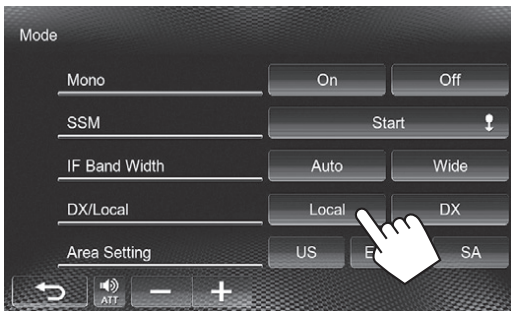 Mode
Mono On Off
SSM Start
IF Band Width Auto Wide
DX/Local Local DX
Area Setting US SA
ATT